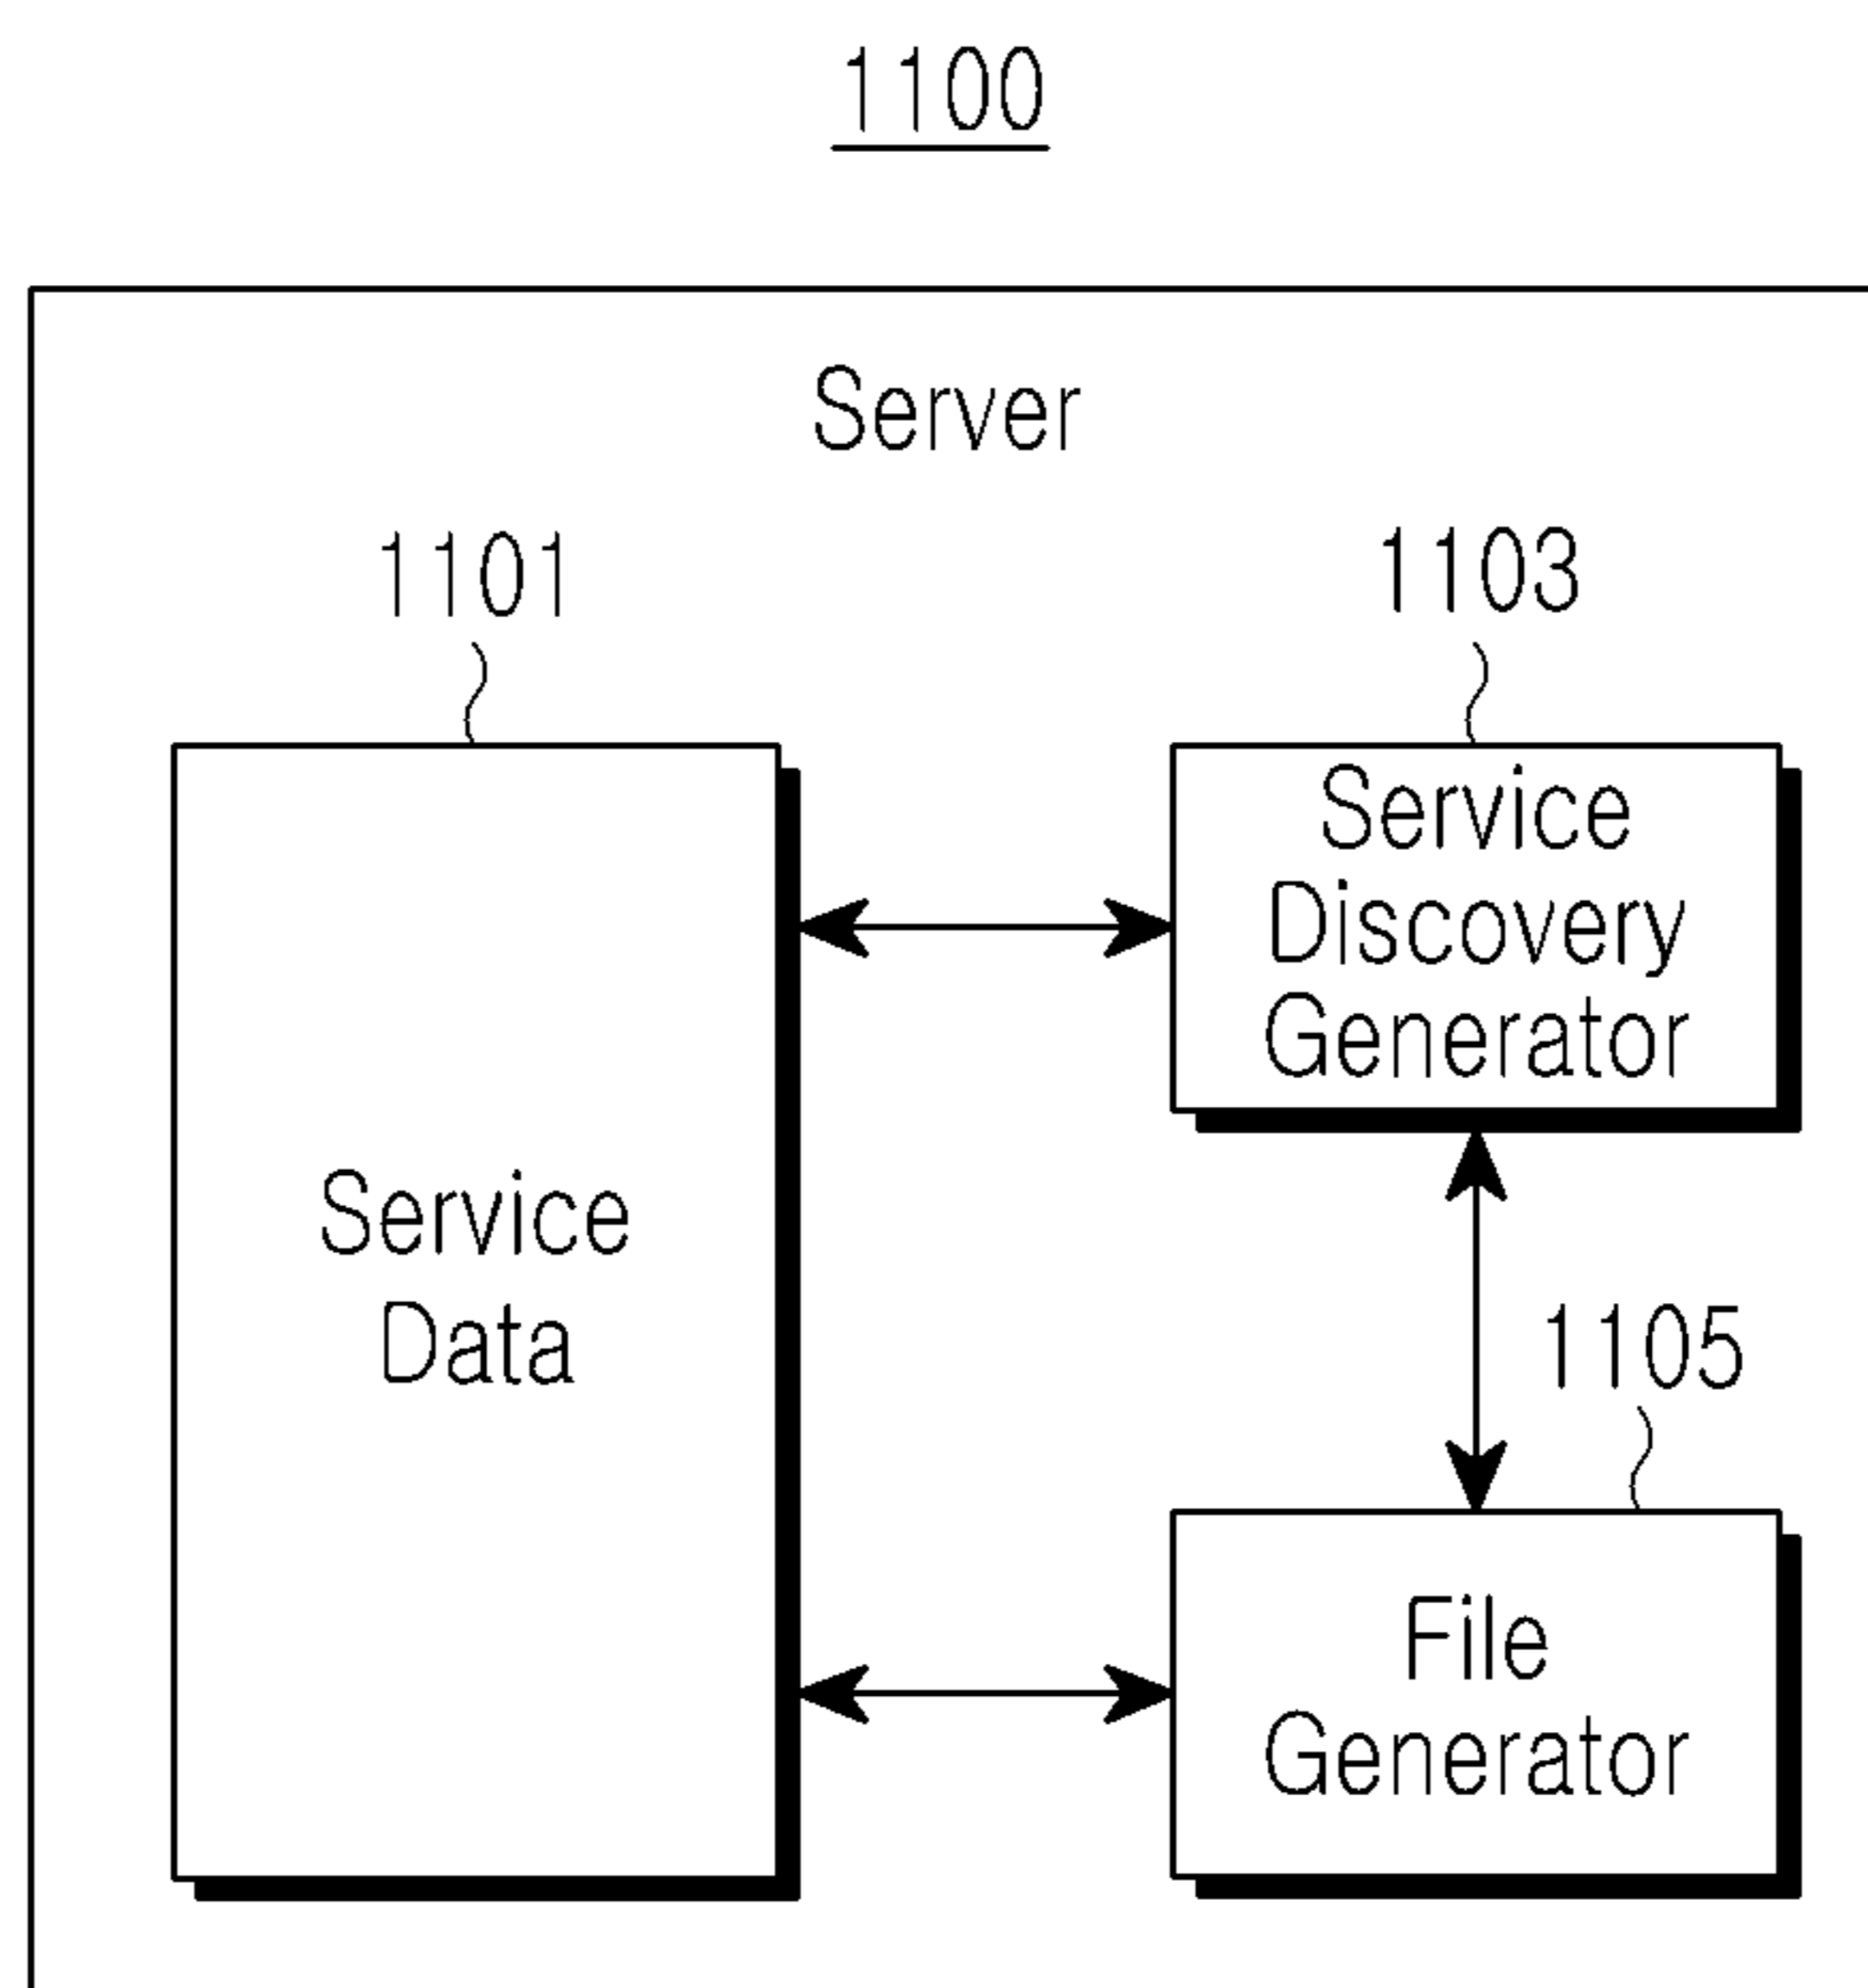 1100
Server
1101
1103
Service
Discovery
Generator
Service
Data
1105
File
Generator